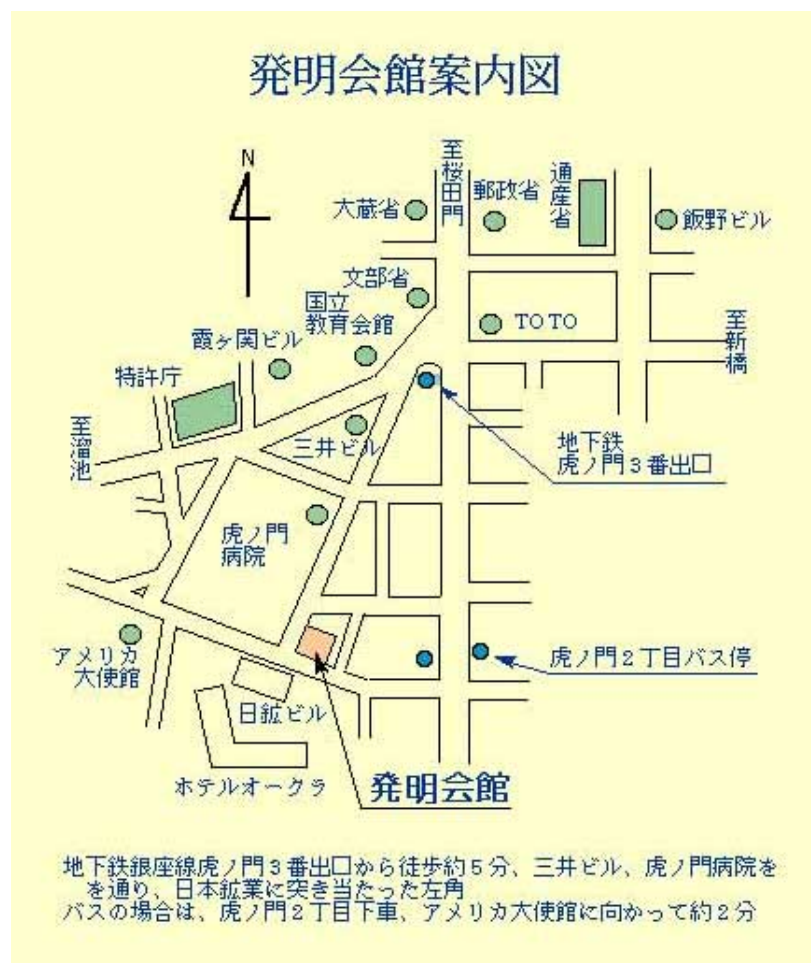 発明会館案内図
N
至桜田門
大蔵省
郵政省
通産省
飯野ビル
文部省
国立
教育会館
TOTO
至新橋
霞ヶ関ビル
特許庁
至溜池
三井ビル
地下鉄
虎ノ門3番出口
虎ノ門
病院
アメリカ
大使館
虎ノ門2丁目バス停
日鉱ビル
ホテルオークラ
発明会館
地下鉄銀座線虎ノ門3番出口から徒歩約5分、三井ビル、虎ノ門病院を
を通り、日本鉱業に突き当たった左角
バスの場合は、虎ノ門2丁目下車、アメリカ大使館に向かって約2分